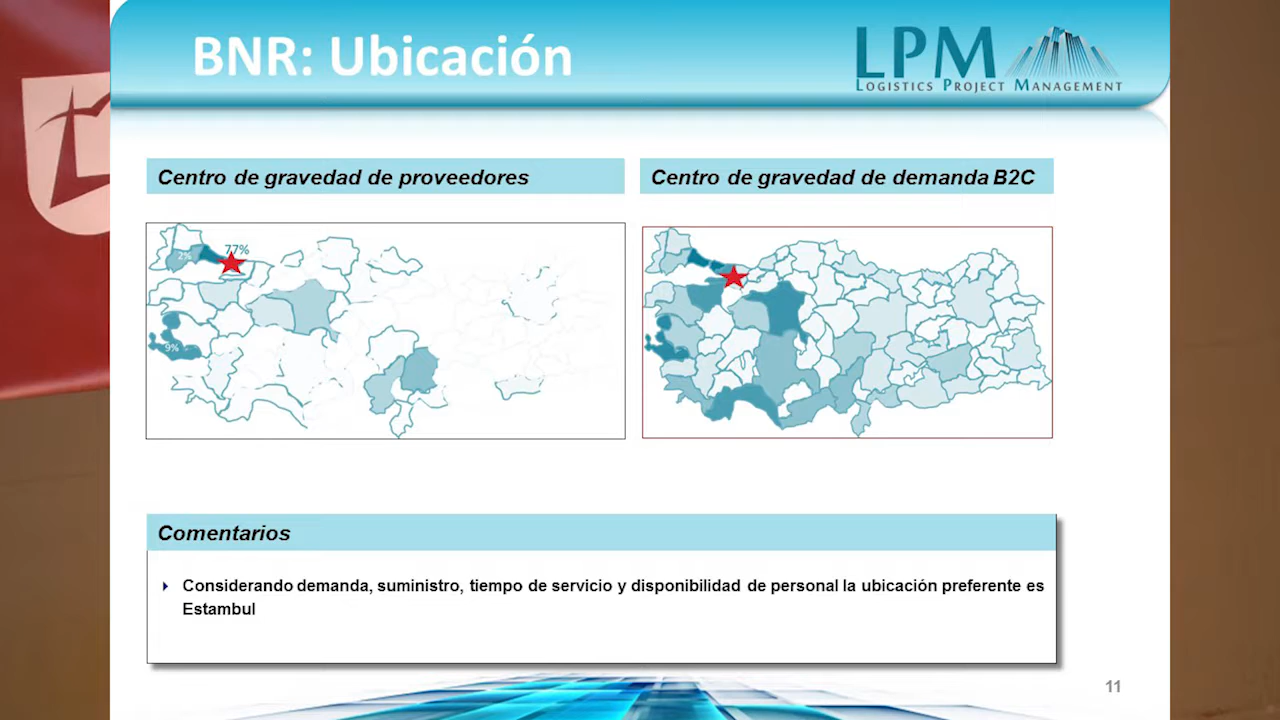 BNR: Ubicación
LPM
LOGISTICS PROJECT MANAGEMENT
Centro de gravedad de proveedores
Centro de gravedad de demanda B2C
77%
2%
9%
Comentarios
Considerando demanda, suministro, tiempo de servicio y disponibilidad de personal la ubicación preferente es
Estambul
11